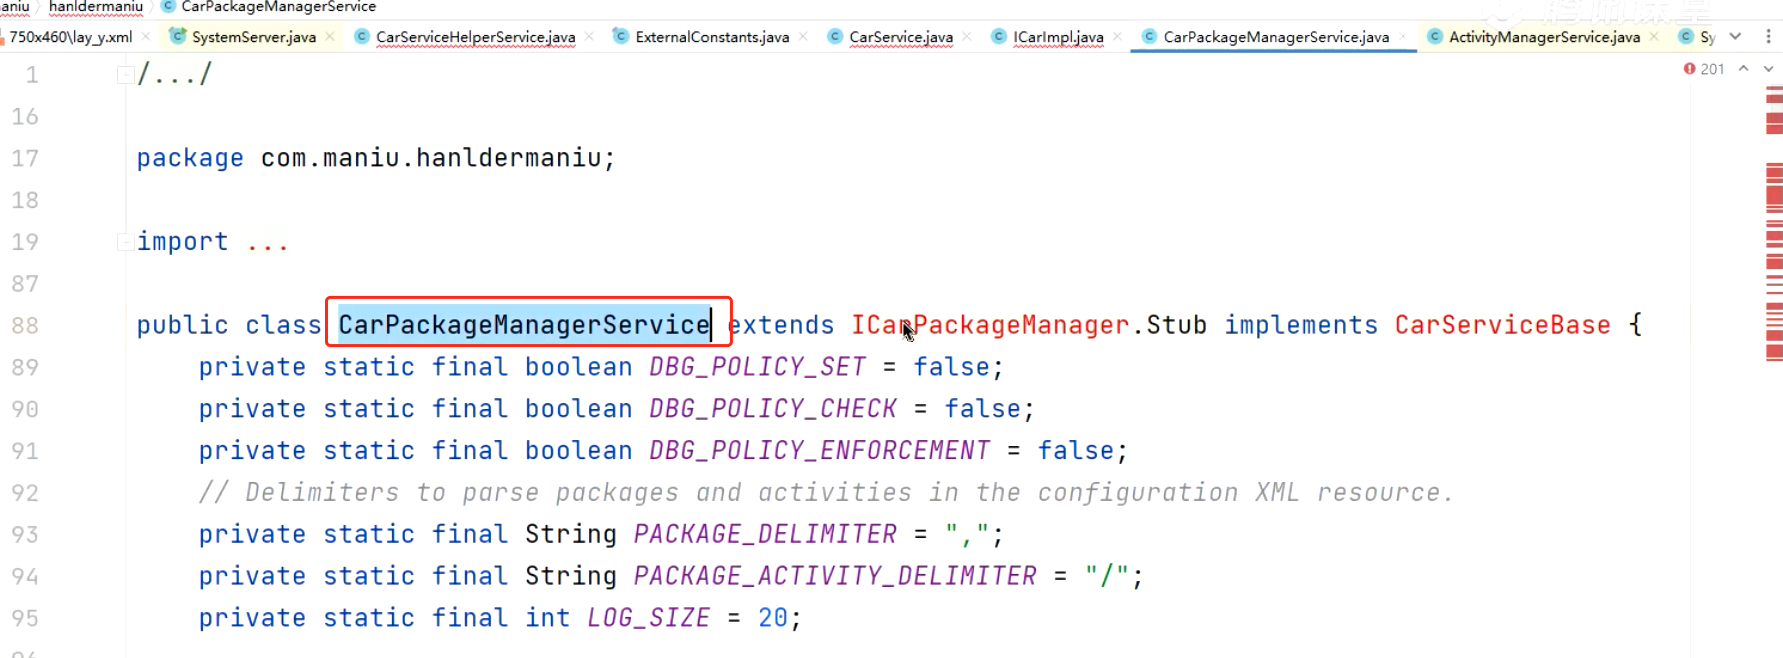 aniu hanldermaniu CarPackageManagerService
750x460\lay_y.xml SystemServer.java CarServiceHelperService.java ExternalConstants.java CarService.java ICarImpl.java CarPackageManagerService.java ActivityManagerService.java Sy
201
1 /.../
16
17 package com.maniu.hanldermaniu;
18
19 import ...
87
88 public class CarPackageManagerService extends ICarPackageManager.Stub implements CarServiceBase {
89 private static final boolean DBG_POLICY_SET = false;
90 private static final boolean DBG_POLICY_CHECK = false;
91 private static final boolean DBG_POLICY_ENFORCEMENT = false;
92 // Delimiters to parse packages and activities in the configuration XML resource.
93 private static final String PACKAGE_DELIMITER = ",";
94 private static final String PACKAGE_ACTIVITY_DELIMITER = "/";
95 private static final int LOG_SIZE = 20;